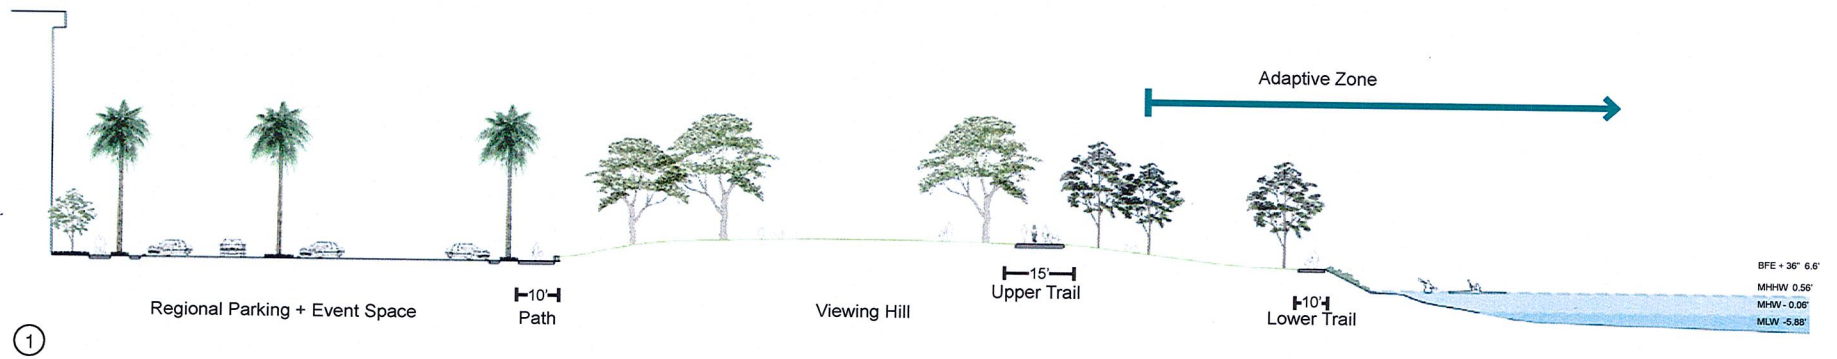 Adaptive Zone
Regional Parking + Event Space
10'
Path
Viewing Hill
15'
Upper Trail
10'
Lower Trail
BFE + 36" 6.6'
MHHW 0.56'
MHW - 0.06'
MLW -5.88'
1